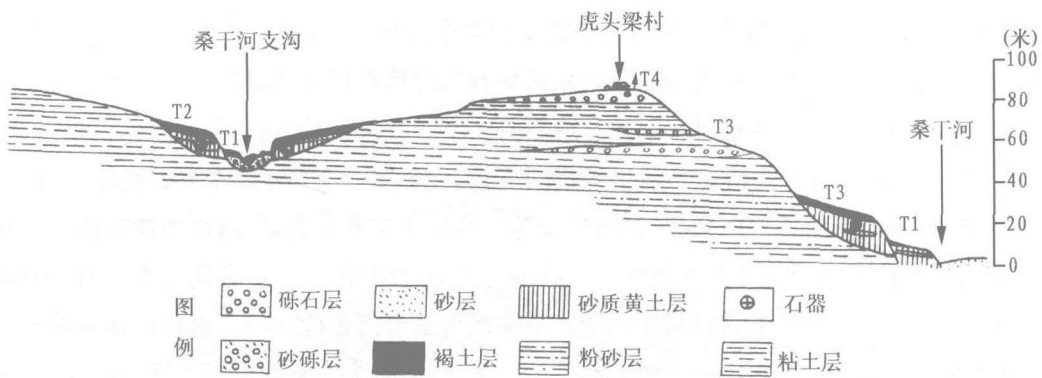 虎头梁村
(米)
桑干河支沟
100
T4
80
T2
T1
T3
桑干河
60
40
T3
T1
20
0
图例
砾石层
砂层
砂质黄土层
石器
砂砾层
褐土层
粉砂层
粘土层